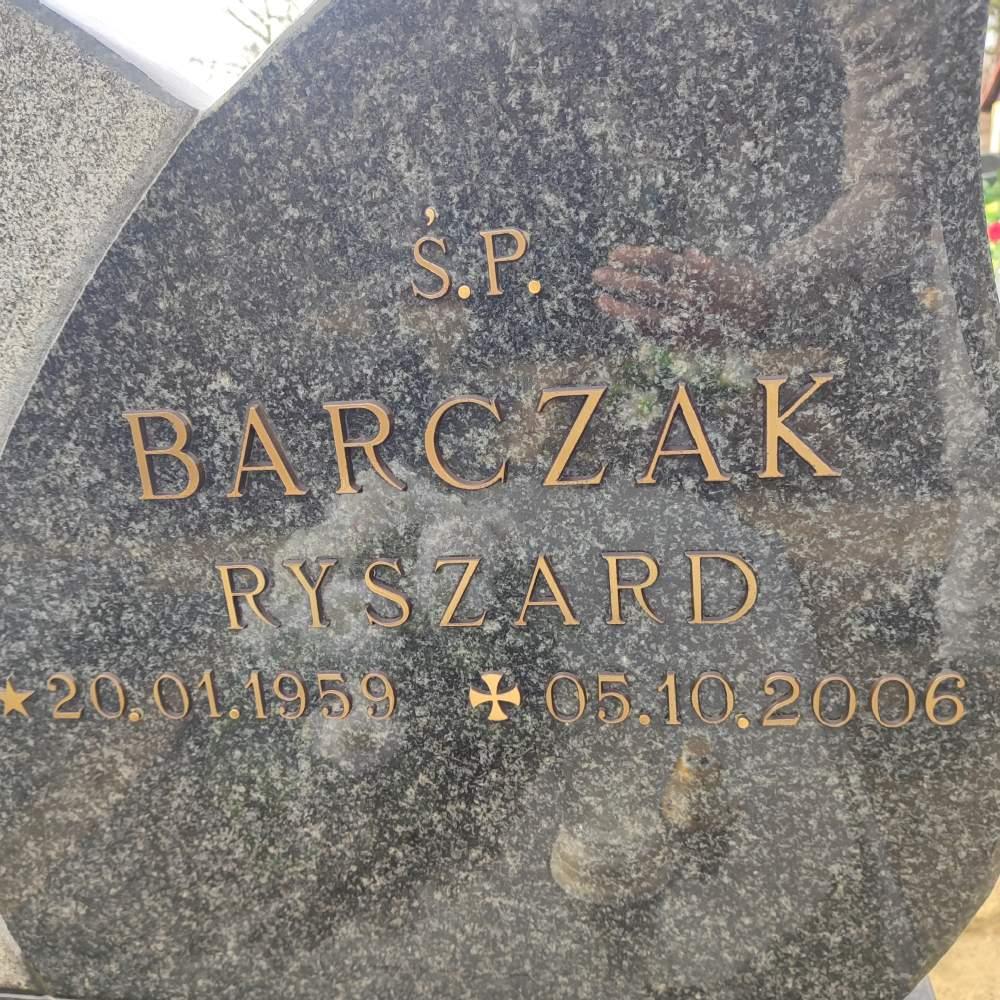 Ś.P.
BARCZAK
RYSZARD
★20.01.1959 ✠05.10.2006